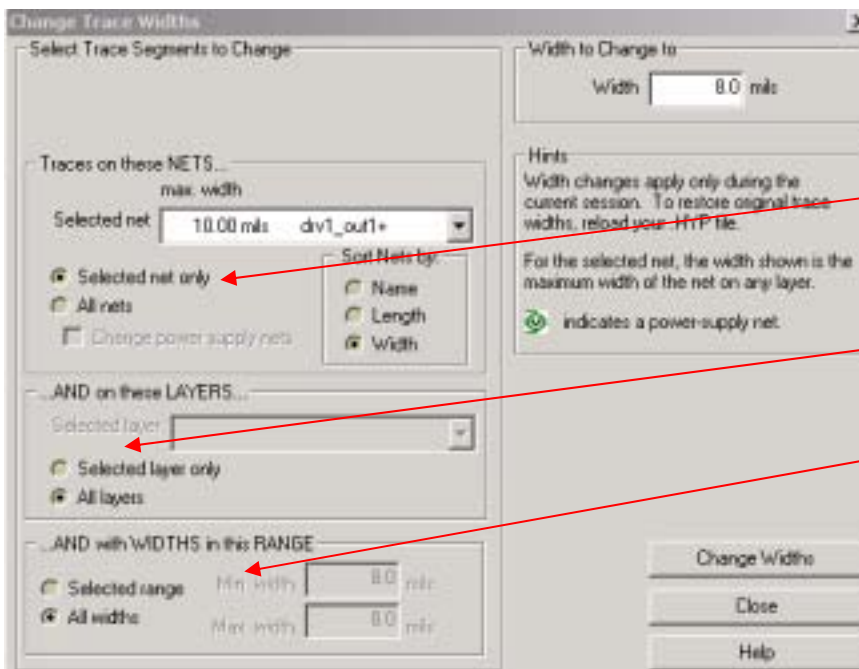 Change Trace Widths
Select Trace Segments to Change
Traces on these NETS...
max. width
Selected net 10.00 mils drv1_out1+
Selected net only
All nets
Change power supply nets
Sort Nets by:
Name
Length
Width
...AND on these LAYERS...
Selected layer
Selected layer only
All layers
...AND with WIDTHS in this RANGE
Selected range
All widths
Min width 8.0 mils
Max width 8.0 mils
Width to Change to
Width 8.0 mils
Hints
Width changes apply only during the
current session. To restore original trace
widths, reload your .HYP file.
For the selected net, the width shown is the
maximum width of the net on any layer.
indicates a power-supply net.
Change Widths
Close
Help